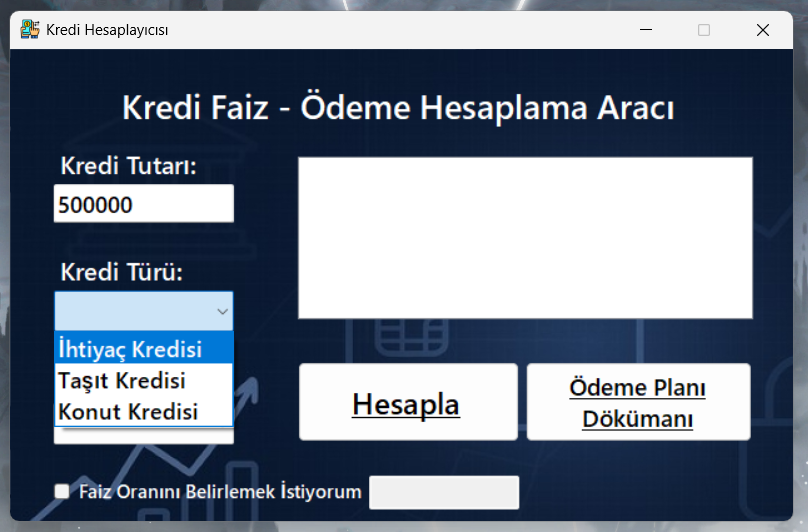 Kredi Hesaplayıcısı
Kredi Faiz - Ödeme Hesaplama Aracı
Kredi Tutarı:
500000
Kredi Türü:
İhtiyaç Kredisi
Taşıt Kredisi
Konut Kredisi
Hesapla
Ödeme Planı
Dökümanı
Faiz Oranını Belirlemek İstiyorum